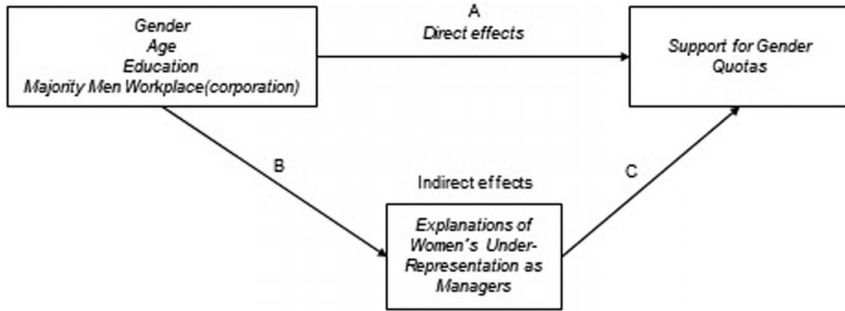 Gender
Age
Education
Majority Men Workplace(corporation)
A
Direct effects
Support for Gender
Quotas
B
Indirect effects
C
Explanations of
Women´s Under-
Representation as
Managers